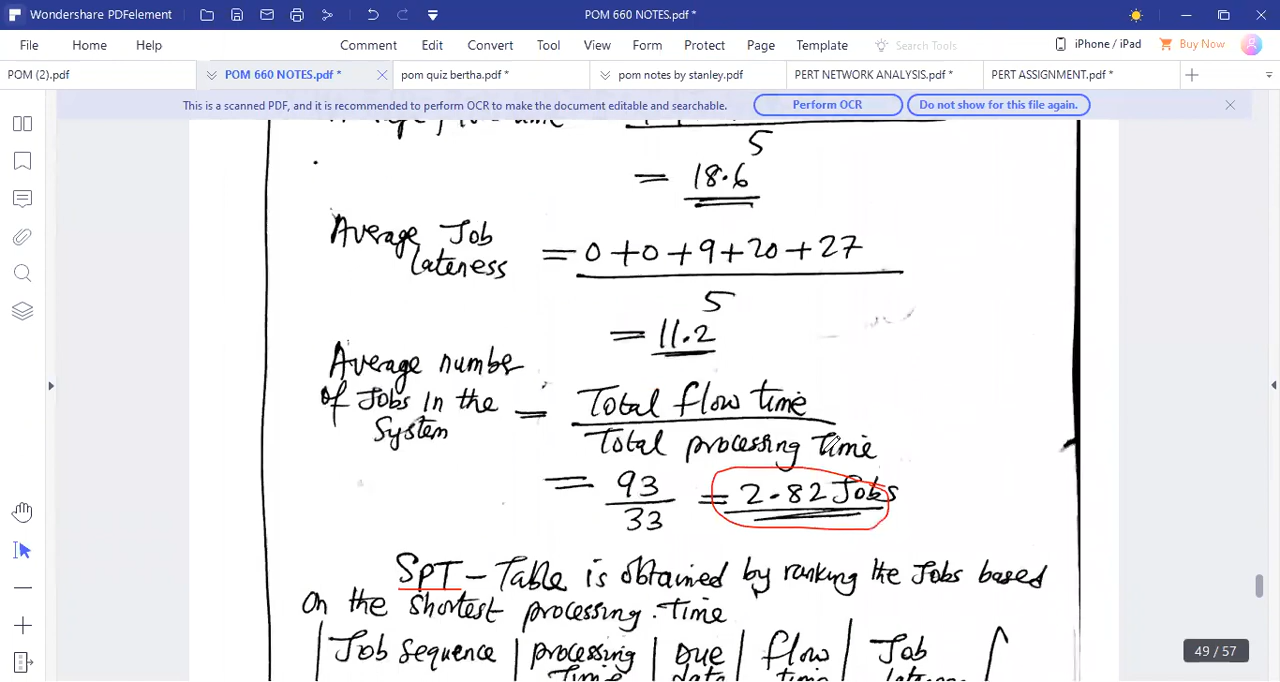 Wondershare PDFelement
POM 660 NOTES.pdf *
File Home Help Comment Edit Convert Tool View Form Protect Page Template Search Tools iPhone / iPad Buy Now
POM (2).pdf POM 660 NOTES.pdf * pom quiz bertha.pdf * pom notes by stanley.pdf PERT NETWORK ANALYSIS.pdf * PERT ASSIGNMENT.pdf *
This is a scanned PDF, and it is recommended to perform OCR to make the document editable and searchable. Perform OCR Do not show for this file again.
5
= 18.6
Average Job lateness = 0 + 0 + 9 + 20 + 27
5
= 11.2
Average number
of Jobs in the System = Total flow time
Total processing Time
= 93
33 = 2.82 Jobs
SPT - Table is obtained by ranking the Jobs based
on the shortest processing Time
Job Sequence | processing Time | Due date | flow time | Job lateness
49 / 57